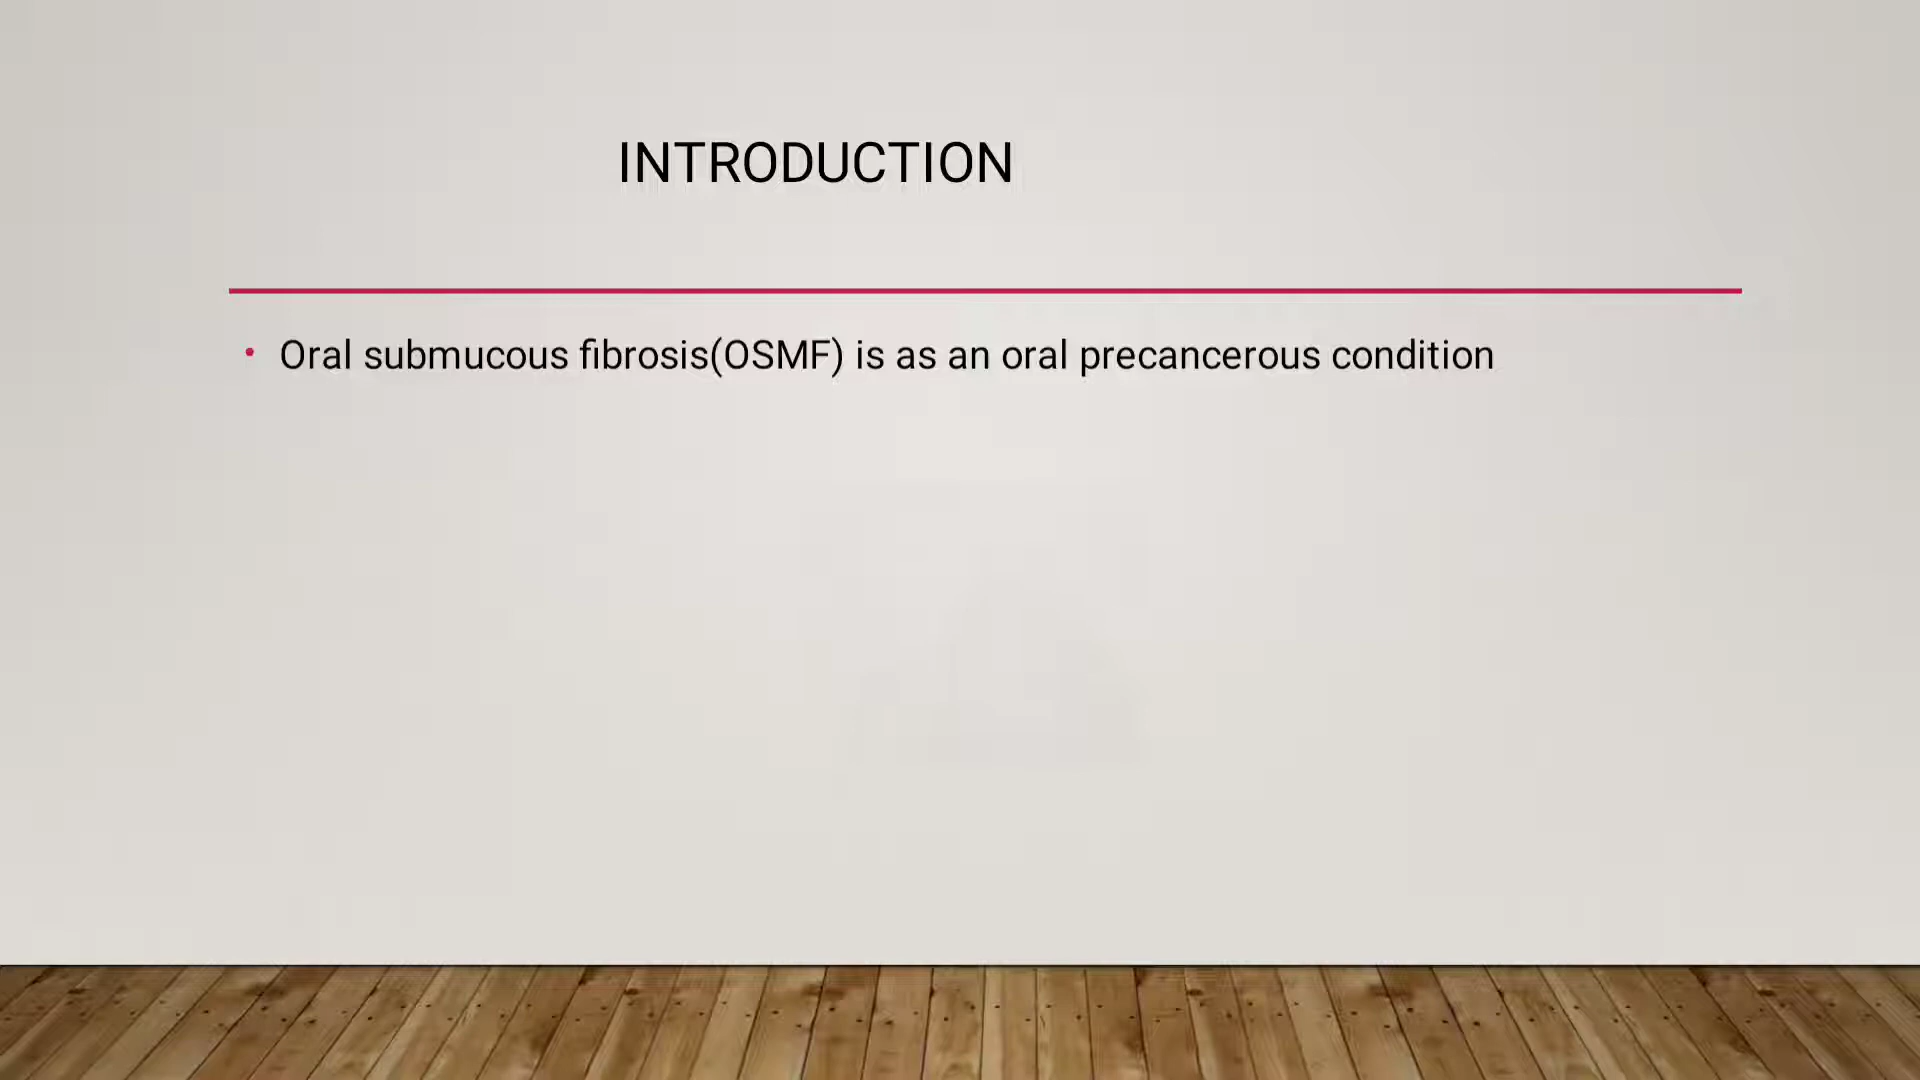 INTRODUCTION
• Oral submucous fibrosis(OSMF) is as an oral precancerous condition